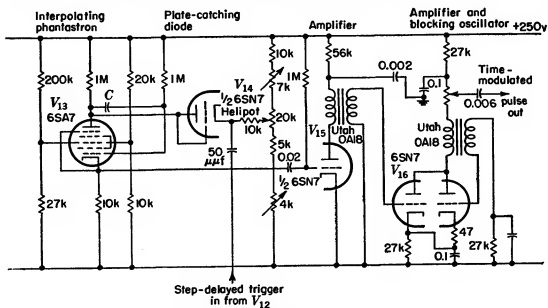 Interpolating
phantastron
Plate-catching
diode
Amplifier
Amplifier and
blocking oscillator
+250v
200k
1M
20k
1M
C
V13
6SA7
27k
10k
10k
V14
½ 6SN7
Helipot
10k
50
μμf
10k
7k
20k
5k
4k
1M
0.02
½ 6SN7
56k
V15
Utah
0A18
0.002
0.1
27k
Time-
modulated
0.006 pulse
out
Utah
0A18
6SN7
V16
27k
47
0.1
27k
Step-delayed trigger
in from V12